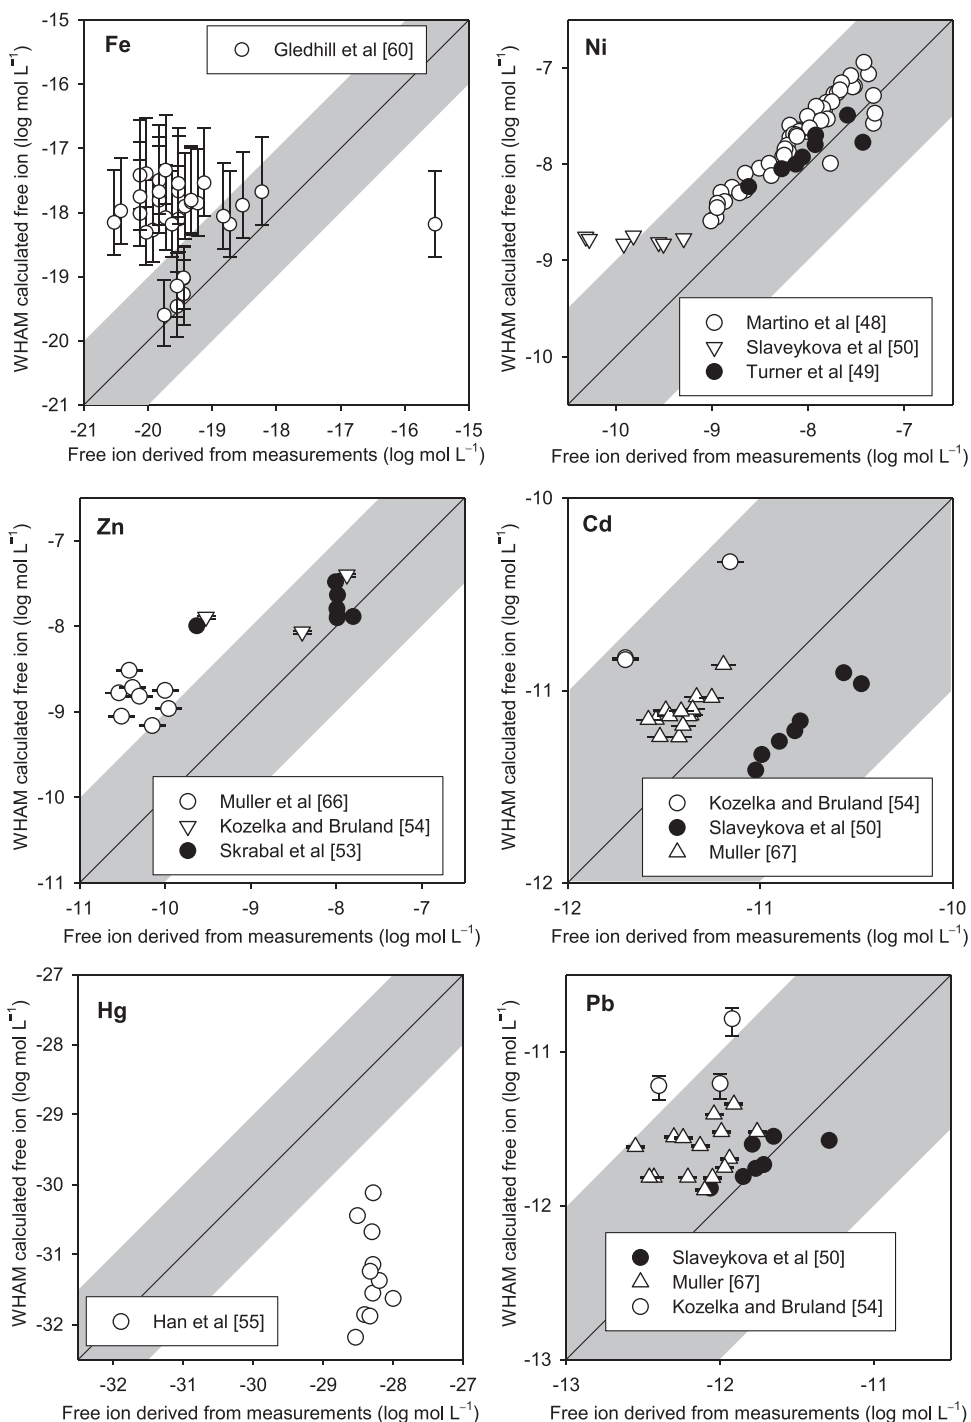 Fe
Gledhill et al [60]
-15
-16
-17
-18
-19
-20
-21
-21 -20 -19 -18 -17 -16 -15
WHAM calculated free ion (log mol L⁻¹)
Free ion derived from measurements (log mol L⁻¹)
Ni
-7
-8
-9
-10
Martino et al [48]
Slaveykova et al [50]
Turner et al [49]
-10 -9 -8 -7
WHAM calculated free ion (log mol L⁻¹)
Free ion derived from measurements (log mol L⁻¹)
Zn
-7
-8
-9
-10
-11
Muller et al [66]
Kozelka and Bruland [54]
Skrabal et al [53]
-11 -10 -9 -8 -7
WHAM calculated free ion (log mol L⁻¹)
Free ion derived from measurements (log mol L⁻¹)
Cd
-10
-11
-12
Kozelka and Bruland [54]
Slaveykova et al [50]
Muller [67]
-12 -11 -10
WHAM calculated free ion (log mol L⁻¹)
Free ion derived from measurements (log mol L⁻¹)
Hg
-27
-28
-29
-30
-31
-32
Han et al [55]
-32 -31 -30 -29 -28 -27
WHAM calculated free ion (log mol L⁻¹)
Free ion derived from measurements (log mol L⁻¹)
Pb
-11
-12
-13
Slaveykova et al [50]
Muller [67]
Kozelka and Bruland [54]
-13 -12 -11
WHAM calculated free ion (log mol L⁻¹)
Free ion derived from measurements (log mol L⁻¹)